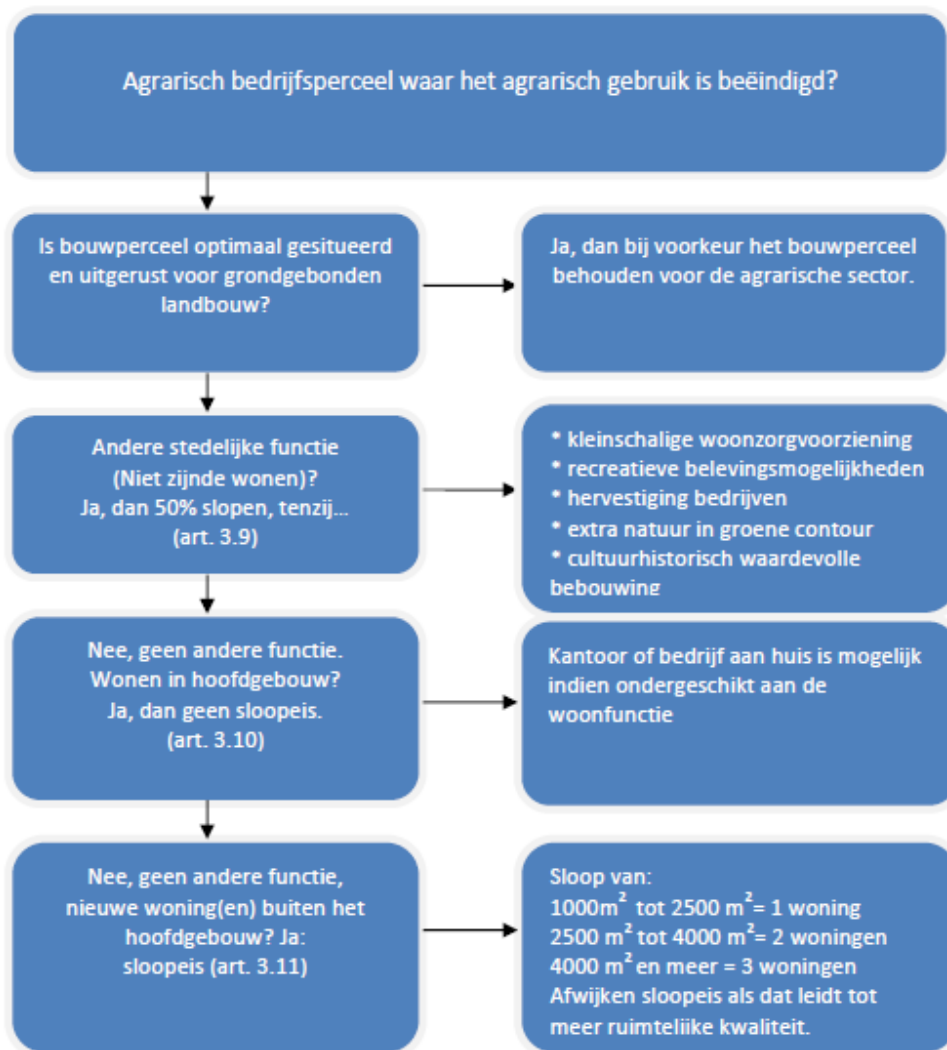 Agrarisch bedrijfsperceel waar het agrarisch gebruik is beëindigd?
Is bouwperceel optimaal gesitueerd
en uitgerust voor grondgebonden
landbouw?
Ja, dan bij voorkeur het bouwperceel
behouden voor de agrarische sector.
Andere stedelijke functie
(Niet zijnde wonen)?
Ja, dan 50% slopen, tenzij...
(art. 3.9)
* kleinschalige woonzorgvoorziening
* recreatieve belevingsmogelijkheden
* hervestiging bedrijven
* extra natuur in groene contour
* cultuurhistorisch waardevolle
bebouwing
Nee, geen andere functie.
Wonen in hoofdgebouw?
Ja, dan geen sloopeis.
(art. 3.10)
Kantoor of bedrijf aan huis is mogelijk
indien ondergeschikt aan de
woonfunctie
Nee, geen andere functie,
nieuwe woning(en) buiten het
hoofdgebouw? Ja:
sloopeis (art. 3.11)
Sloop van:
1000m² tot 2500 m²= 1 woning
2500 m² tot 4000 m²= 2 woningen
4000 m² en meer = 3 woningen
Afwijken sloopeis als dat leidt tot
meer ruimtelijke kwaliteit.